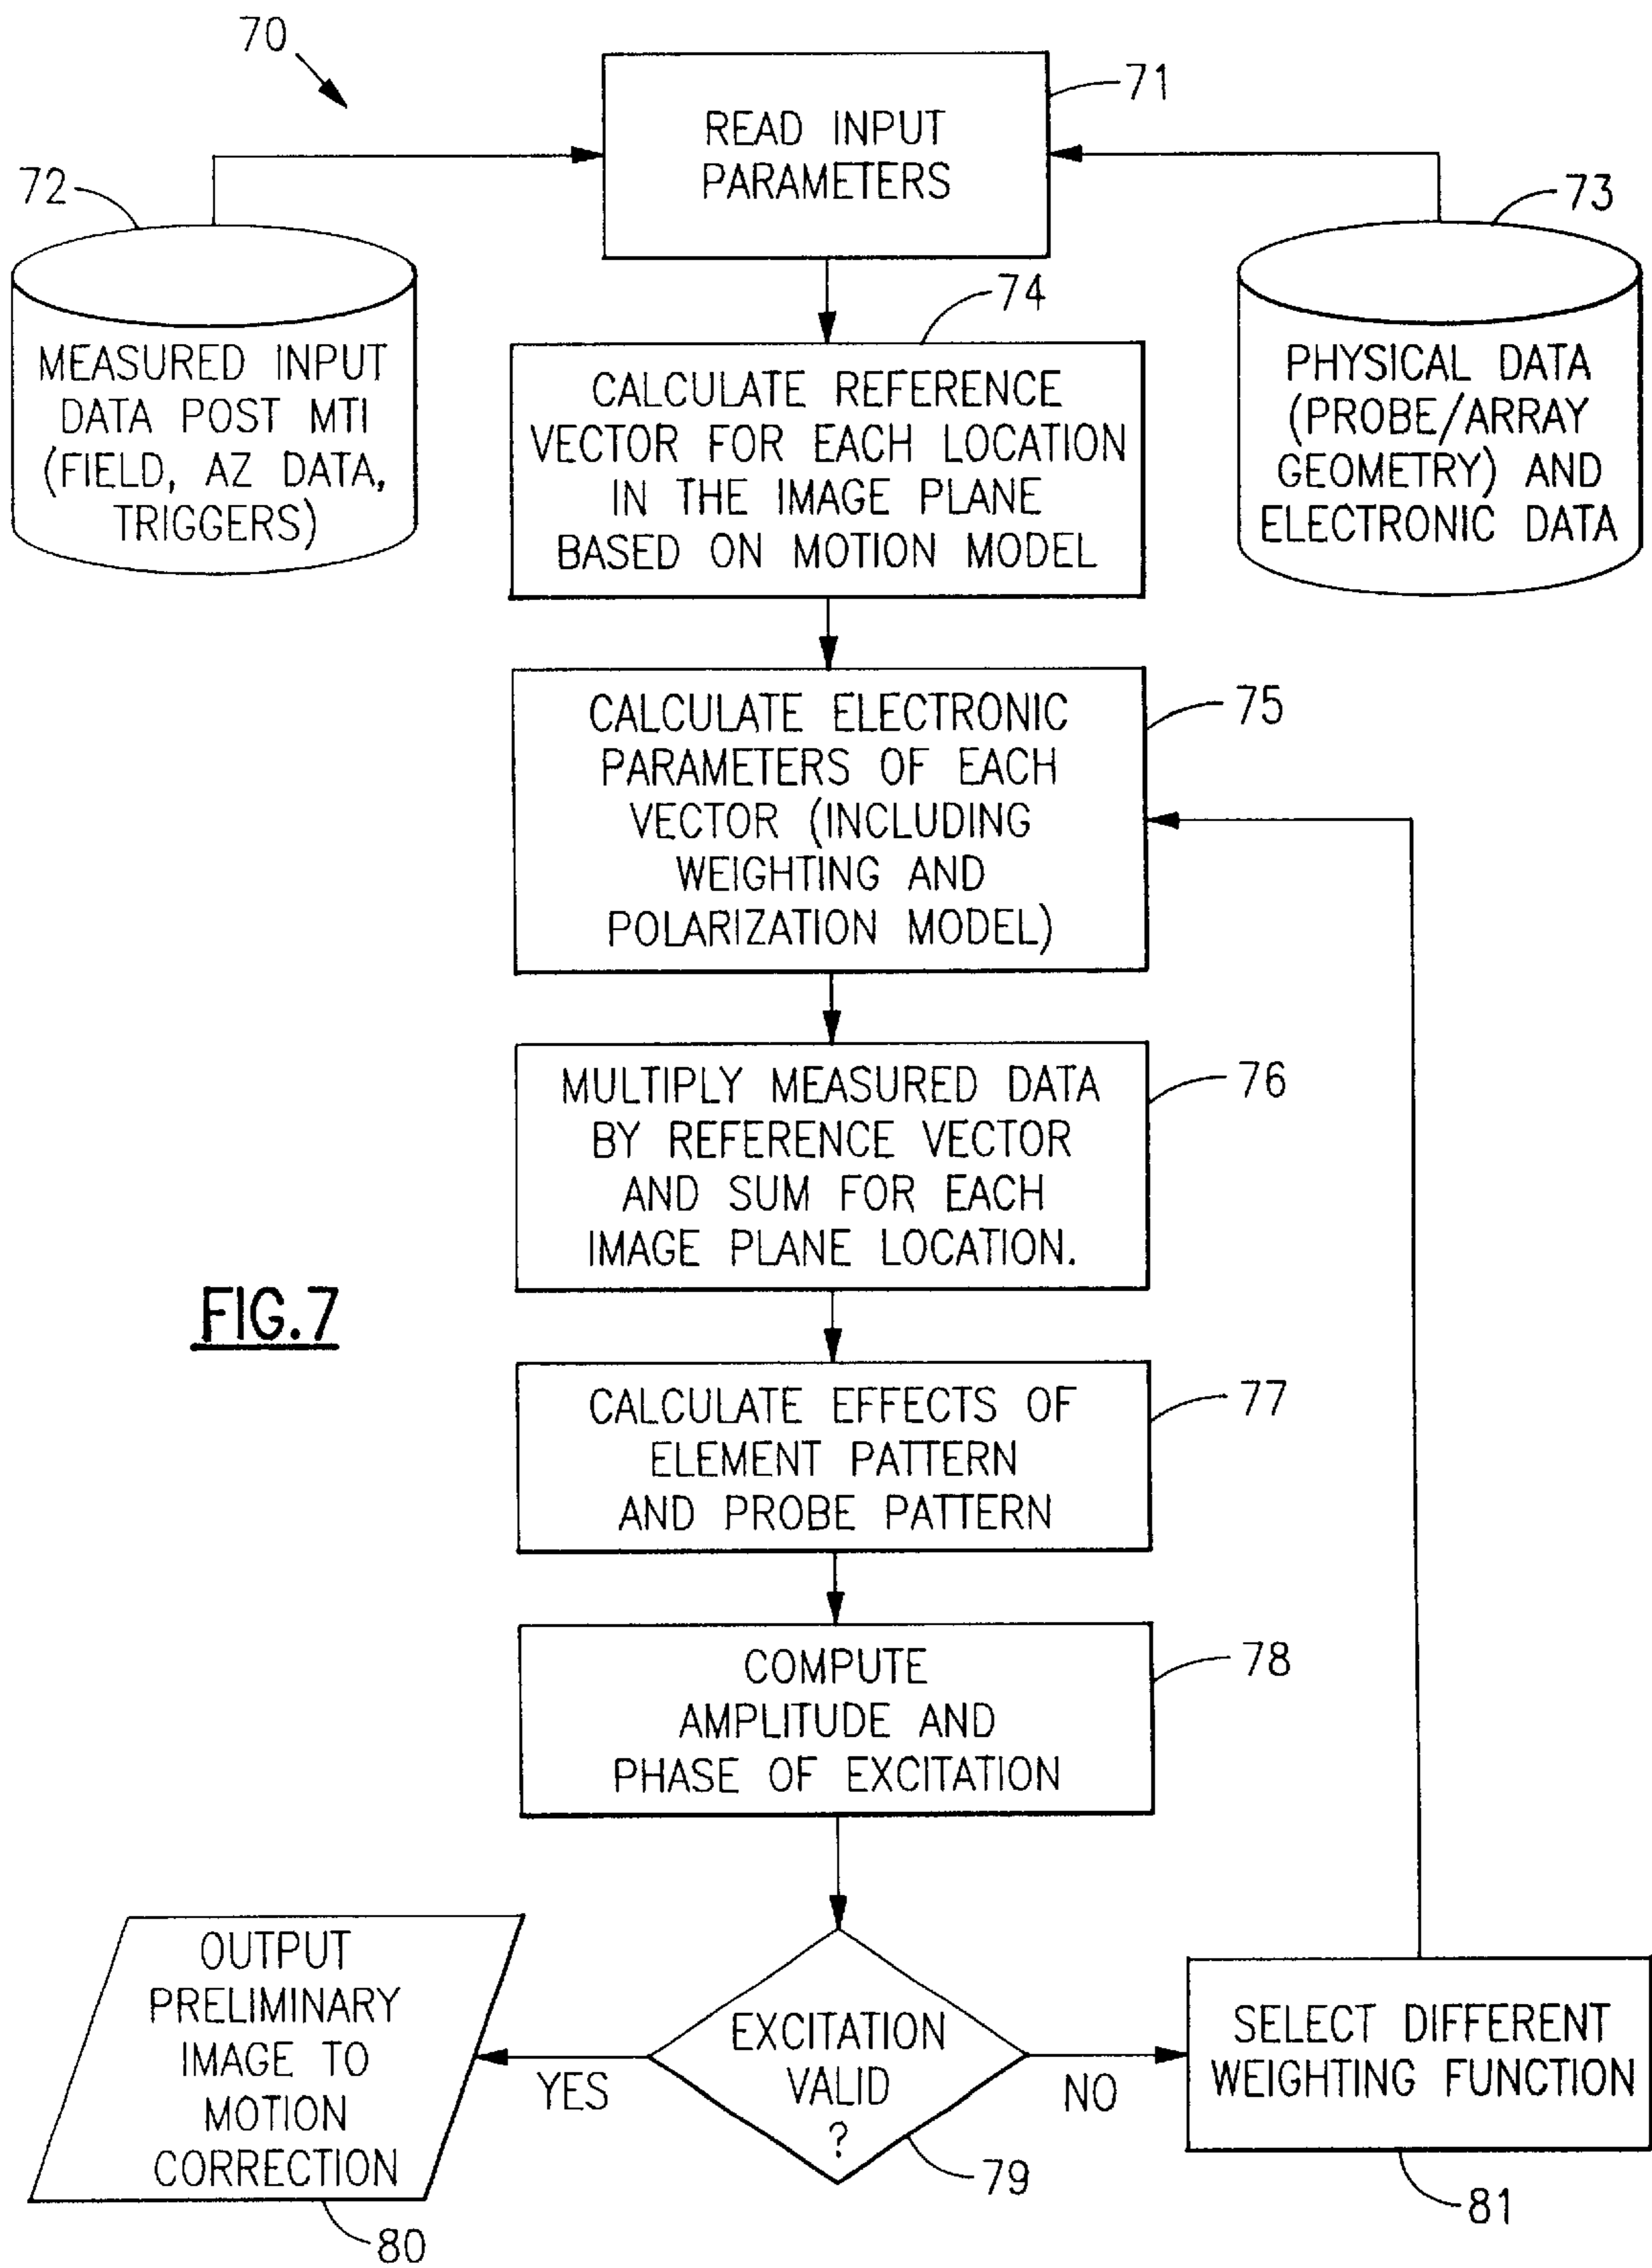 70
71
READ INPUT
PARAMETERS
72
MEASURED INPUT
DATA POST MTI
(FIELD, AZ DATA,
TRIGGERS)
73
PHYSICAL DATA
(PROBE/ARRAY
GEOMETRY) AND
ELECTRONIC DATA
74
CALCULATE REFERENCE
VECTOR FOR EACH LOCATION
IN THE IMAGE PLANE
BASED ON MOTION MODEL
75
CALCULATE ELECTRONIC
PARAMETERS OF EACH
VECTOR (INCLUDING
WEIGHTING AND
POLARIZATION MODEL)
76
MULTIPLY MEASURED DATA
BY REFERENCE VECTOR
AND SUM FOR EACH
IMAGE PLANE LOCATION.
FIG.7
77
CALCULATE EFFECTS OF
ELEMENT PATTERN
AND PROBE PATTERN
78
COMPUTE
AMPLITUDE AND
PHASE OF EXCITATION
OUTPUT
PRELIMINARY
IMAGE TO
MOTION
CORRECTION
80
YES
EXCITATION
VALID
?
79
NO
SELECT DIFFERENT
WEIGHTING FUNCTION
81